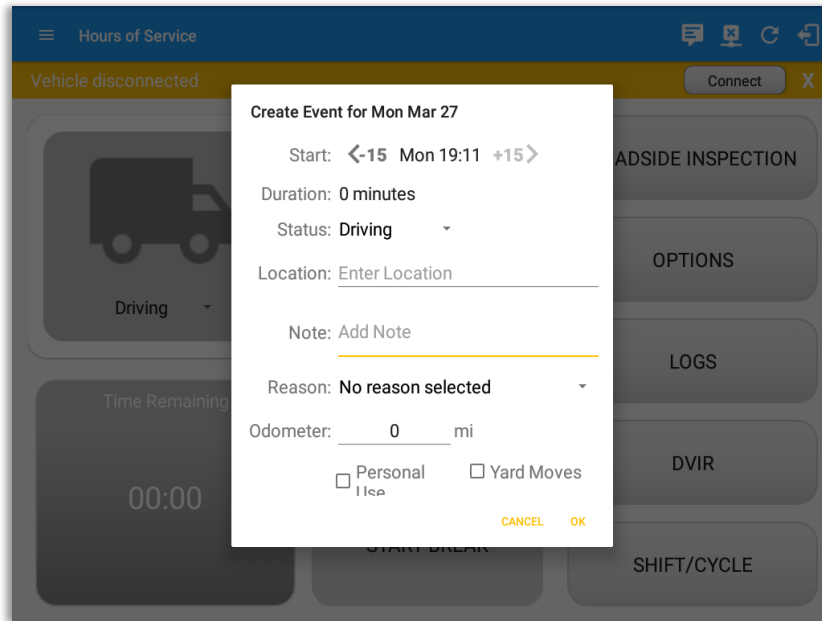 Hours of Service
Vehicle disconnected
Connect
X
Create Event for Mon Mar 27
Start: -15 Mon 19:11 +15
Duration: 0 minutes
Status: Driving
Location: Enter Location
Note: Add Note
Reason: No reason selected
Odometer: 0 mi
Personal Use
Yard Moves
CANCEL
OK
Driving
Time Remaining
00:00
START BREAK
ADSIDE INSPECTION
OPTIONS
LOGS
DVIR
SHIFT/CYCLE